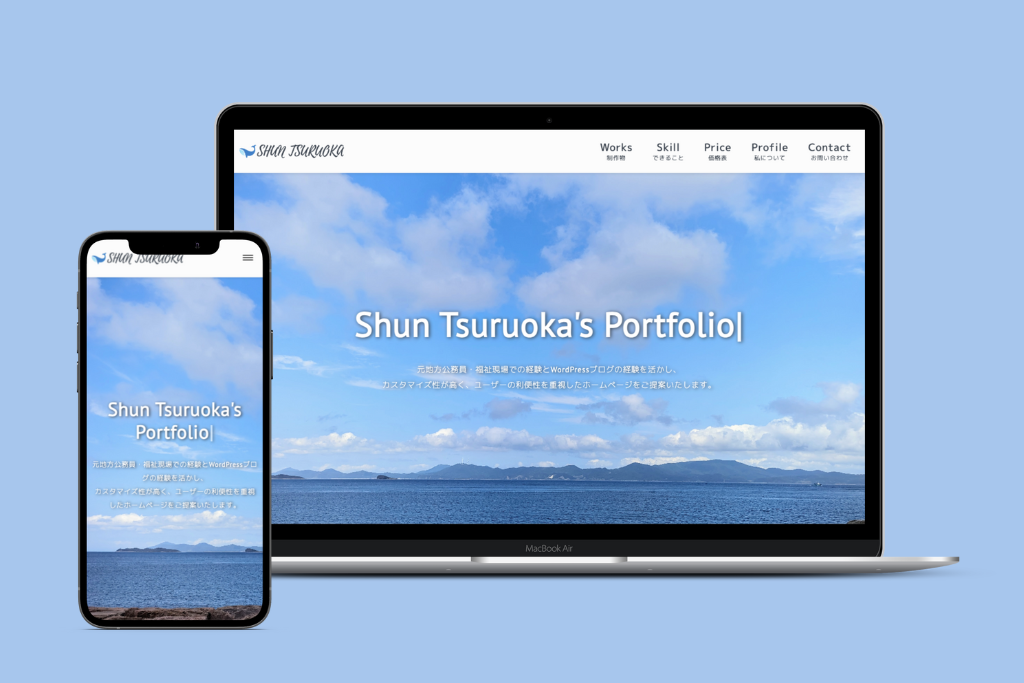 SHUN TSURUOKA
Works Skill Price Profile Contact
制作物 できること 価格表 私について お問い合わせ
Shun Tsuruoka's Portfolio|
元地方公務員・福祉現場での経験とWordPressブログの経験を活かし、
カスタマイズ性が高く、ユーザーの利便性を重視したホームページをご提案いたします。
MacBook Air
SHUN TSURUOKA
Shun Tsuruoka's
Portfolio|
元地方公務員・福祉現場での経験とWordPressブロ
グの経験を活かし、
カスタマイズ性が高く、ユーザーの利便性を重視
したホームページをご提案いたします。